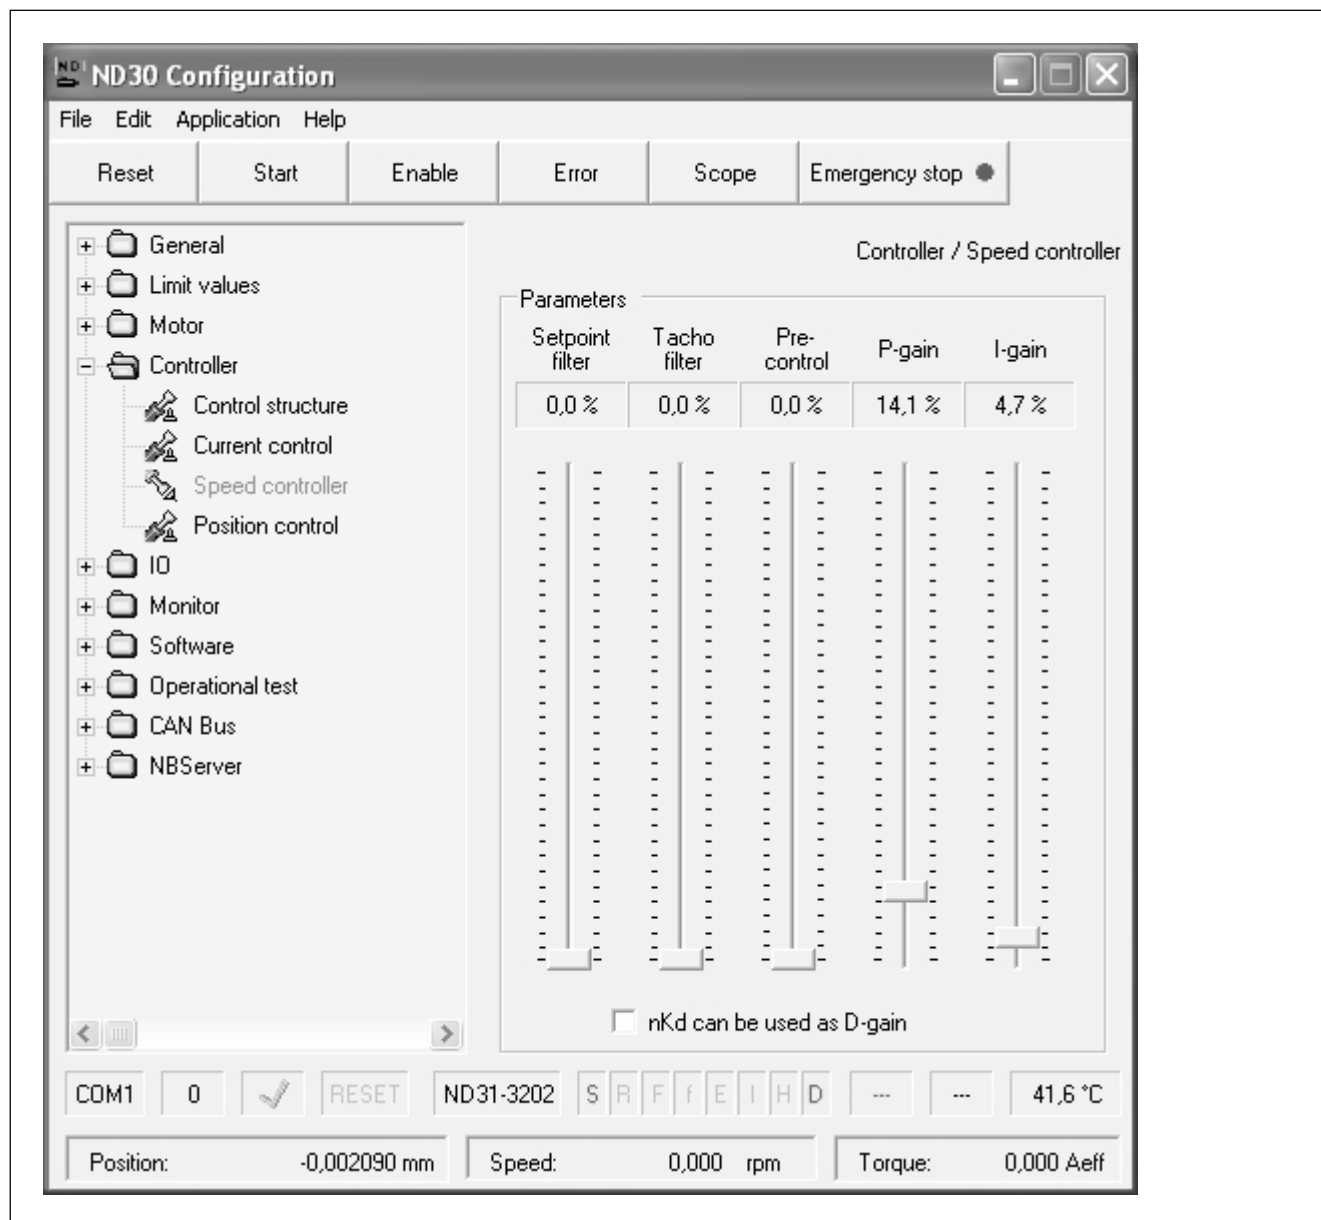 ND ND30 Configuration
File Edit Application Help
Reset Start Enable Error Scope Emergency stop
General
Limit values
Motor
Controller
Control structure
Current control
Speed controller
Position control
IO
Monitor
Software
Operational test
CAN Bus
NBServer
Controller / Speed controller
Parameters
Setpoint filter
Tacho filter
Pre-control
P-gain
I-gain
0,0 % 0,0 % 0,0 % 14,1 % 4,7 %
nKd can be used as D-gain
COM1 0 RESET ND31-3202 S R F f E I H D --- --- 41,6 °C
Position: -0,002090 mm Speed: 0,000 rpm Torque: 0,000 Aeff